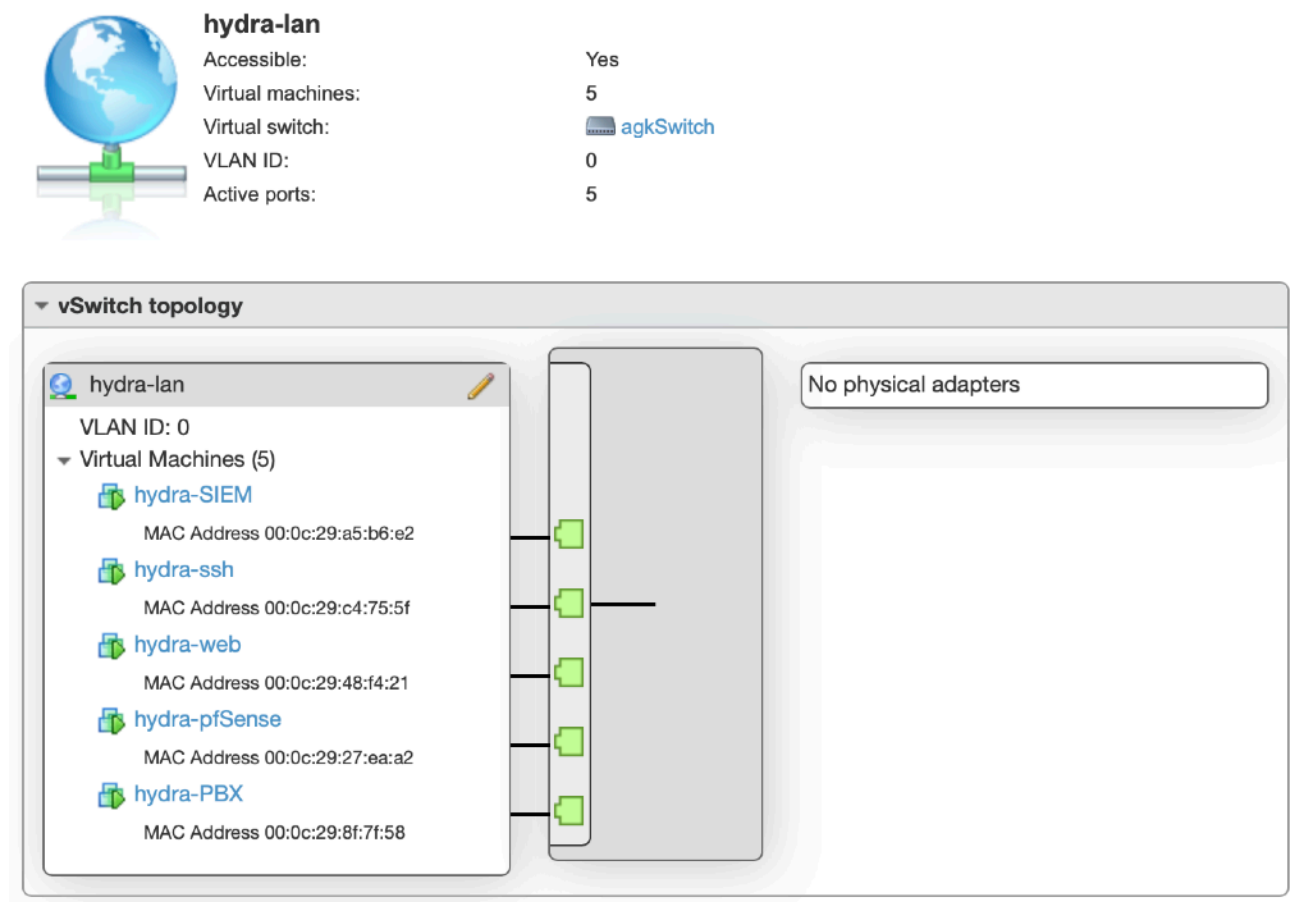 hydra-lan
Accessible: Yes
Virtual machines: 5
Virtual switch: agkSwitch
VLAN ID: 0
Active ports: 5
vSwitch topology
hydra-lan
VLAN ID: 0
Virtual Machines (5)
hydra-SIEM
MAC Address 00:0c:29:a5:b6:e2
hydra-ssh
MAC Address 00:0c:29:c4:75:5f
hydra-web
MAC Address 00:0c:29:48:f4:21
hydra-pfSense
MAC Address 00:0c:29:27:ea:a2
hydra-PBX
MAC Address 00:0c:29:8f:7f:58
No physical adapters